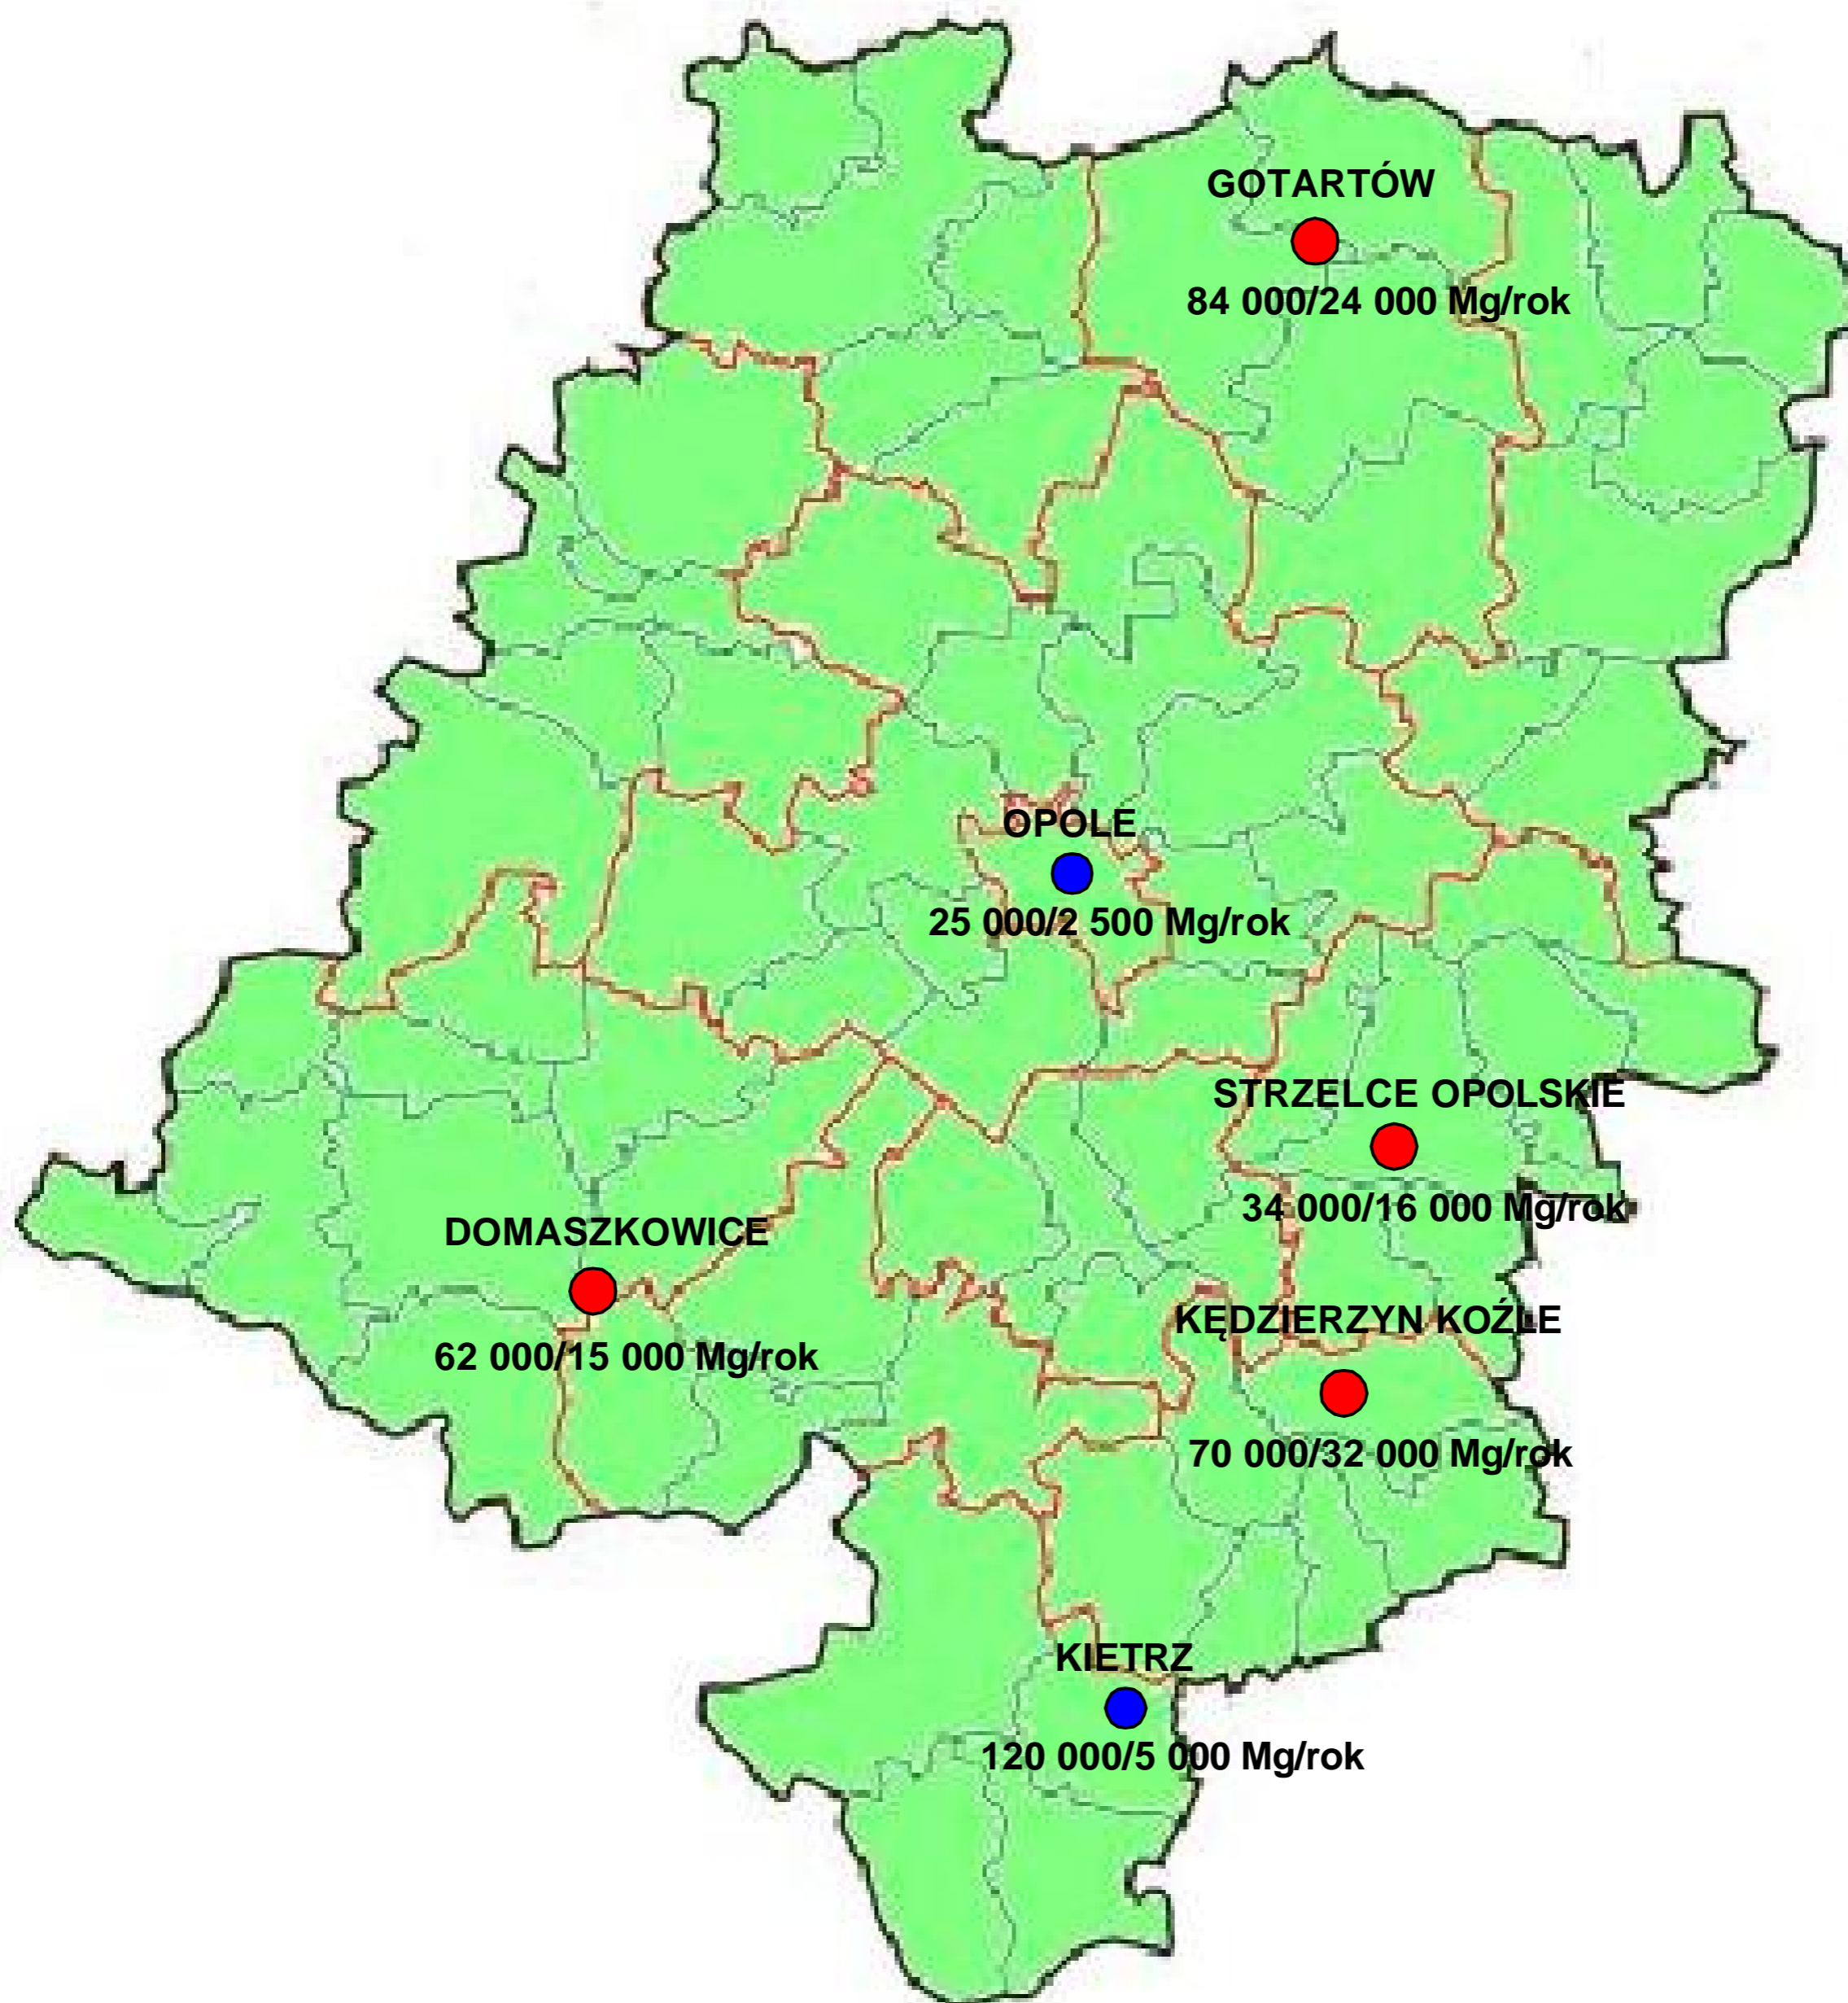 GOTARTÓW
84 000/24 000 Mg/rok
OPOLE
25 000/2 500 Mg/rok
STRZELCE OPOLSKIE
34 000/16 000 Mg/rok
DOMASZKOWICE
62 000/15 000 Mg/rok
KĘDZIERZYN KOŹLE
70 000/32 000 Mg/rok
KIETRZ
120 000/5 000 Mg/rok